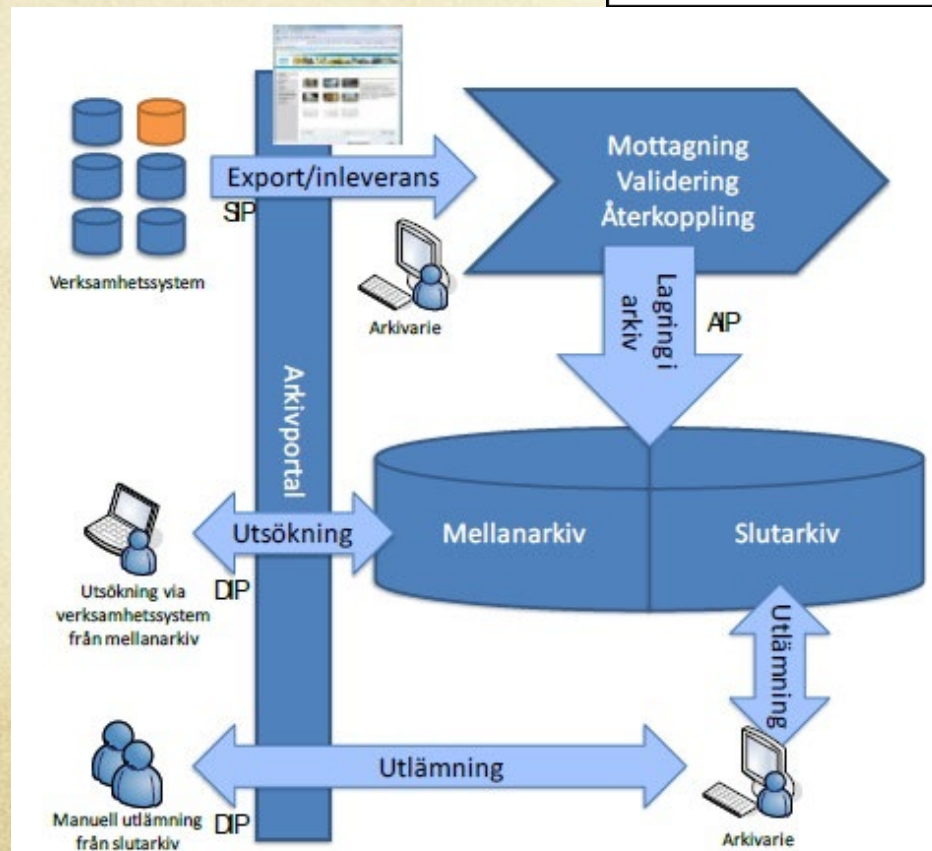 Export/inleverans
SIP
Verksamhetssystem
Arkivarie
Mottagning
Validering
Återkoppling
Lagring i
arkiv
AIP
Arkivportal
Utsökning
DIP
Utsökning via
verksamhetssystem
från mellanarkiv
Mellanarkiv
Slutarkiv
Utlämning
Utlämning
Manuell utlämning
från slutarkiv
DIP
Arkivarie